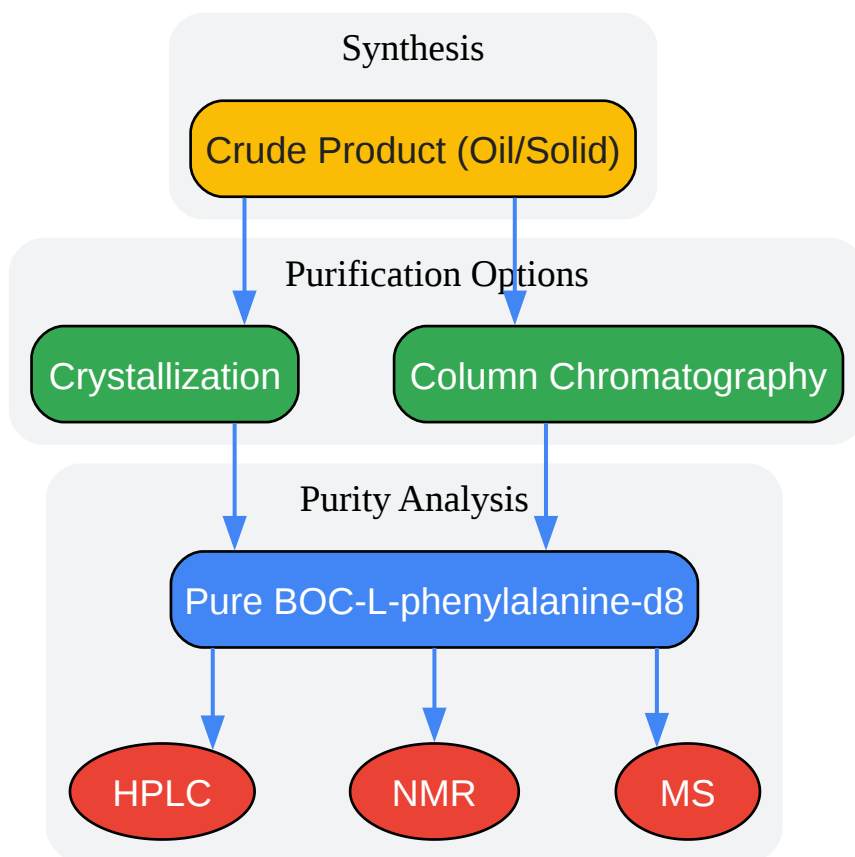 Synthesis
Crude Product (Oil/Solid)
Purification Options
Crystallization
Column Chromatography
Purity Analysis
Pure BOC-L-phenylalanine-d8
HPLC
NMR
MS